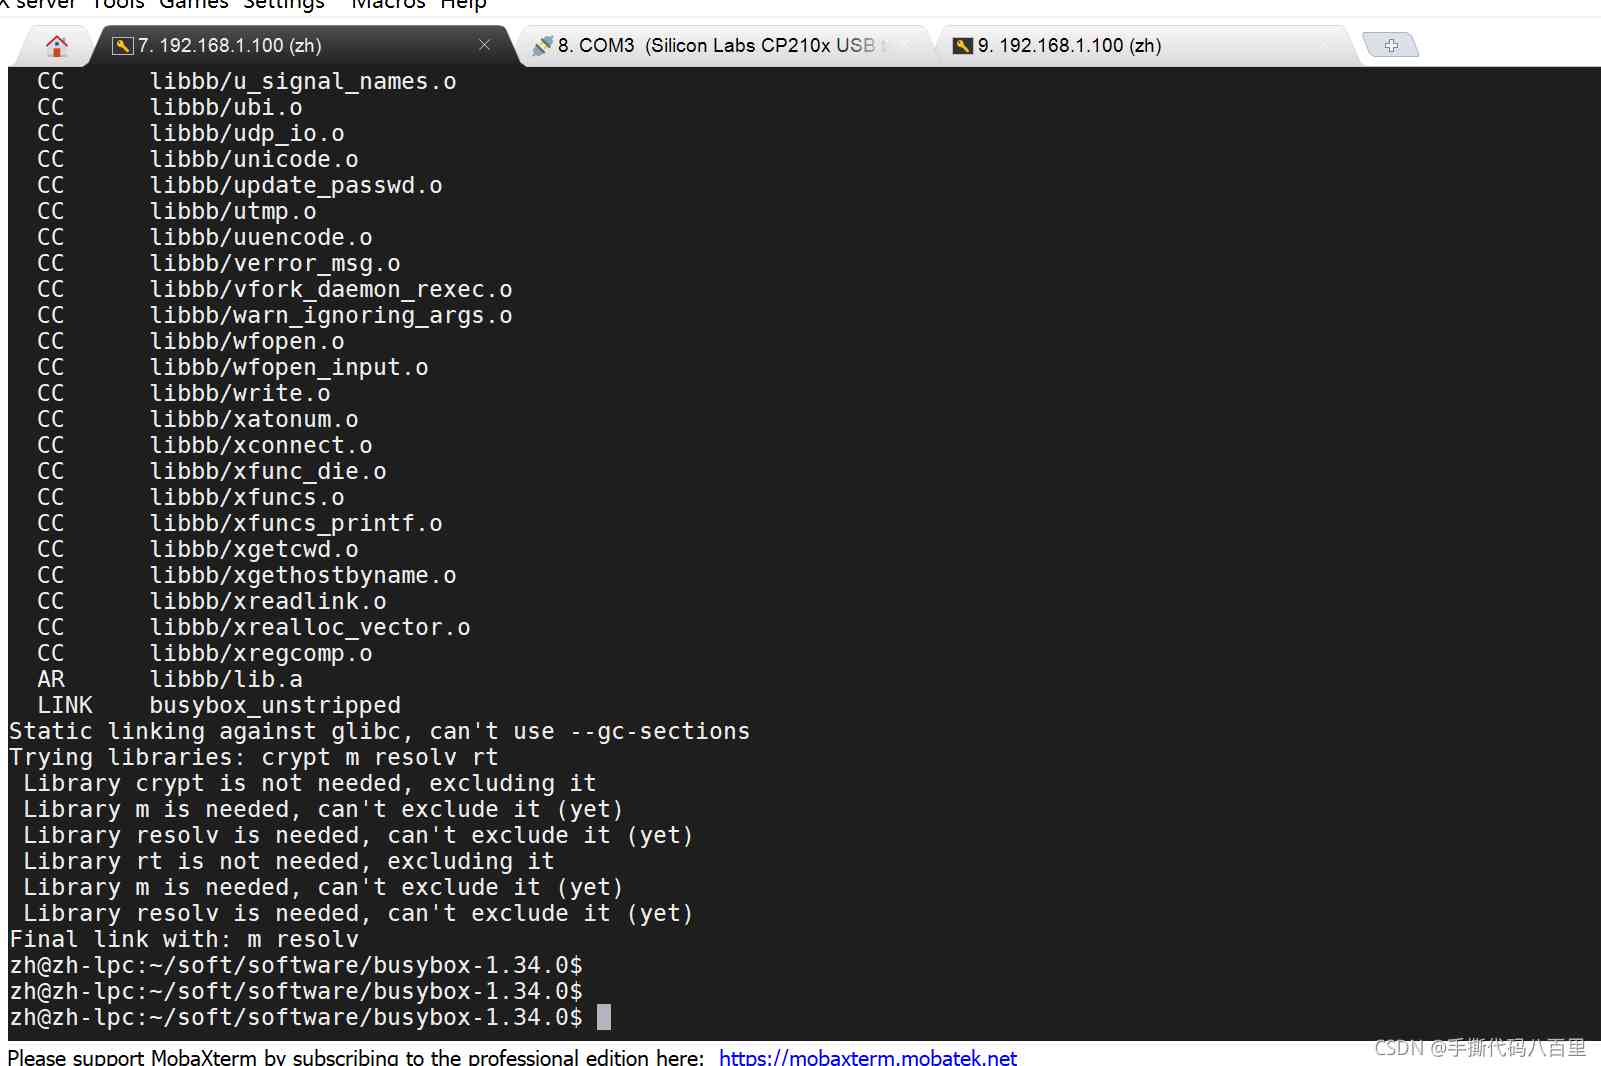 X server Tools Games Settings Macros Help
7. 192.168.1.100 (zh)
8. COM3 (Silicon Labs CP210x USB
9. 192.168.1.100 (zh)
CC libbb/u_signal_names.o
CC libbb/ubi.o
CC libbb/udp_io.o
CC libbb/unicode.o
CC libbb/update_passwd.o
CC libbb/utmp.o
CC libbb/uuencode.o
CC libbb/verror_msg.o
CC libbb/vfork_daemon_rexec.o
CC libbb/warn_ignoring_args.o
CC libbb/wfopen.o
CC libbb/wfopen_input.o
CC libbb/write.o
CC libbb/xatonum.o
CC libbb/xconnect.o
CC libbb/xfunc_die.o
CC libbb/xfuncs.o
CC libbb/xfuncs_printf.o
CC libbb/xgetcwd.o
CC libbb/xgethostbyname.o
CC libbb/xreadlink.o
CC libbb/xrealloc_vector.o
CC libbb/xregcomp.o
AR libbb/lib.a
LINK busybox_unstripped
Static linking against glibc, can't use --gc-sections
Trying libraries: crypt m resolv rt
Library crypt is not needed, excluding it
Library m is needed, can't exclude it (yet)
Library resolv is needed, can't exclude it (yet)
Library rt is not needed, excluding it
Library m is needed, can't exclude it (yet)
Library resolv is needed, can't exclude it (yet)
Final link with: m resolv
zh@zh-lpc:~/soft/software/busybox-1.34.0$
zh@zh-lpc:~/soft/software/busybox-1.34.0$
zh@zh-lpc:~/soft/software/busybox-1.34.0$
Please support MobaXterm by subscribing to the professional edition here: https://mobaxterm.mobatek.net
CSDN @手撕代码八百里